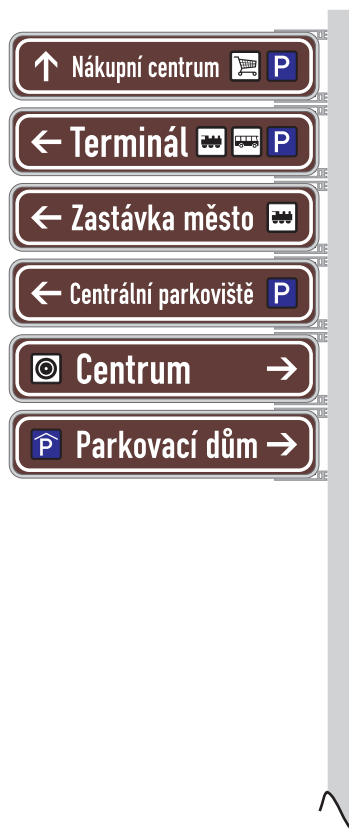 Nákupní centrum P
Terminál P
Zastávka město
Centrální parkoviště P
Centrum
P Parkovací dům